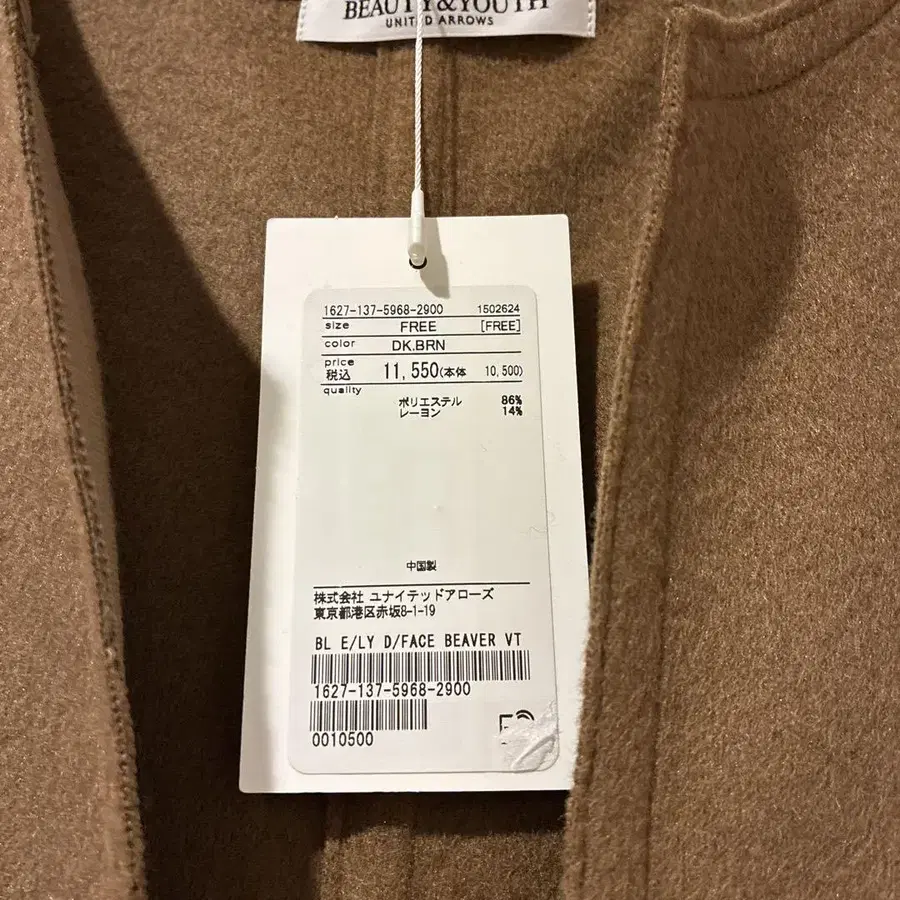 BEAUTY&YOUTH
UNITED ARROWS
1627-137-5968-2900 1502624
size FREE [FREE]
color DK.BRN
price
税込 11,550(本体 10,500)
quality
ポリエステル 86%
レーヨン 14%
中国製
株式会社 ユナイテッドアローズ
東京都港区赤坂8-1-19
BL E/LY D/FACE BEAVER VT
1627-137-5968-2900
0010500